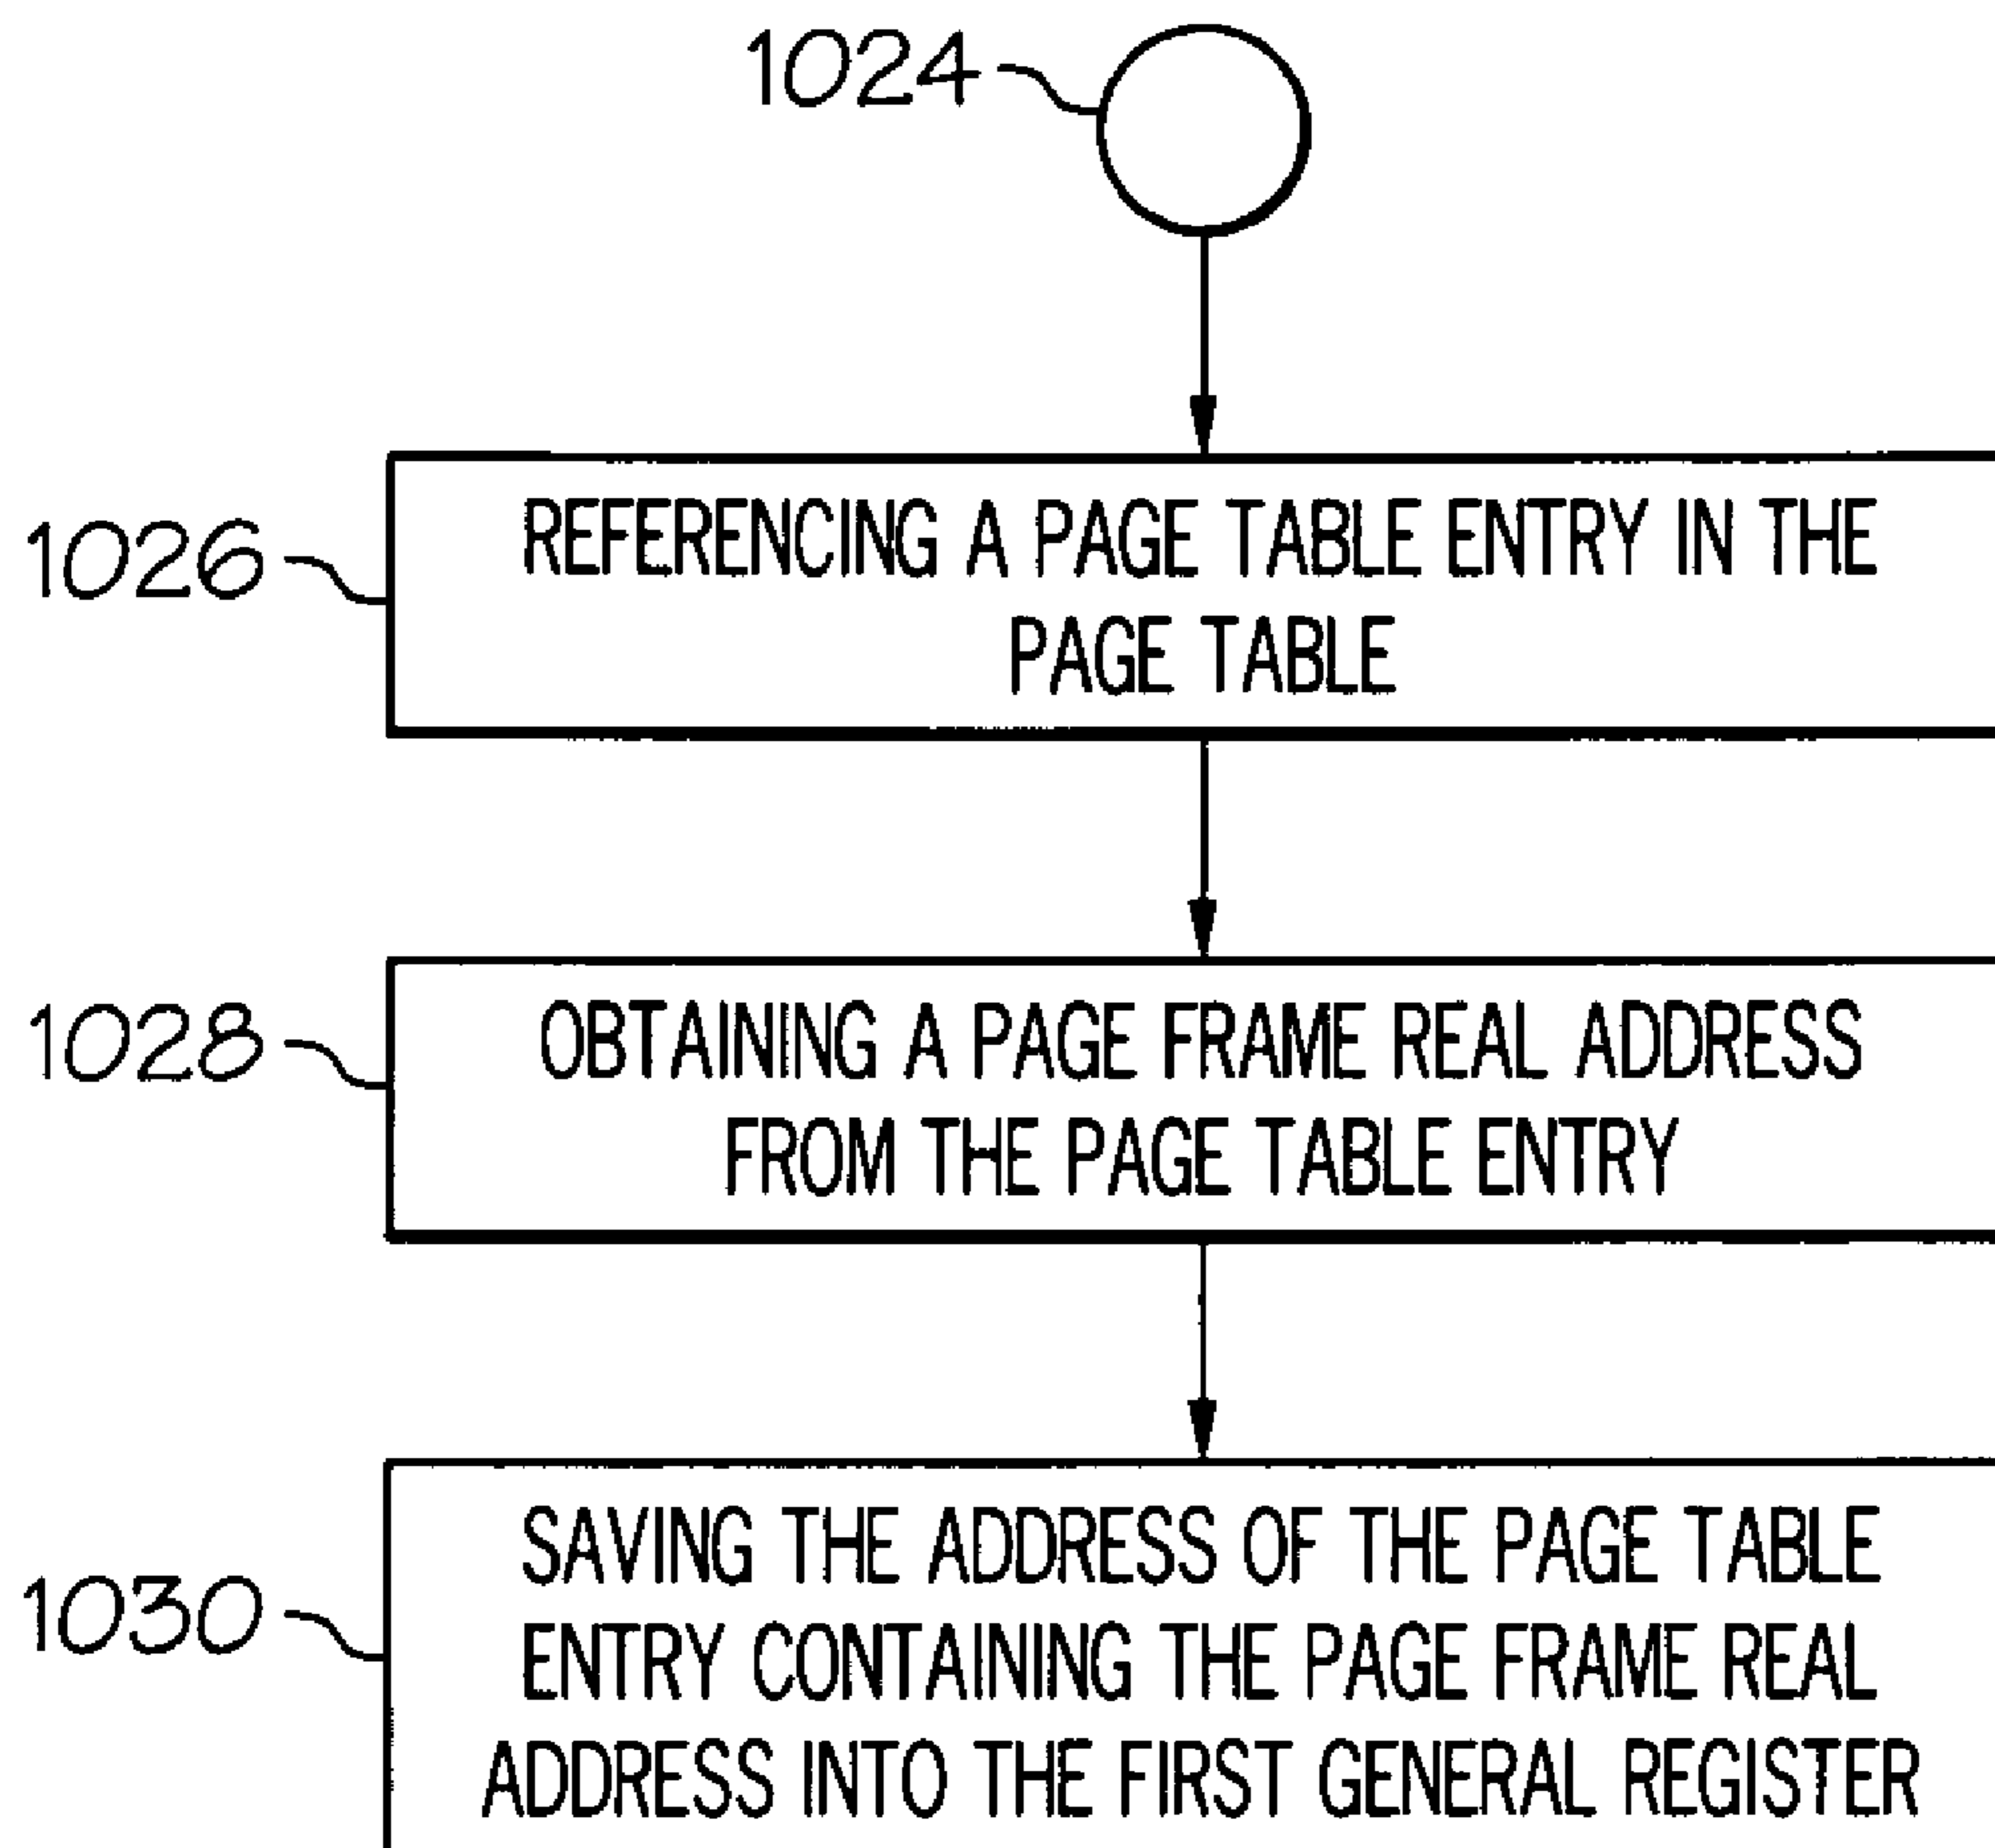 1024
1026
REFERENCING A PAGE TABLE ENTRY IN THE
PAGE TABLE
1028
OBTAINING A PAGE FRAME REAL ADDRESS
FROM THE PAGE TABLE ENTRY
1030
SAVING THE ADDRESS OF THE PAGE TABLE
ENTRY CONTAINING THE PAGE FRAME REAL
ADDRESS INTO THE FIRST GENERAL REGISTER